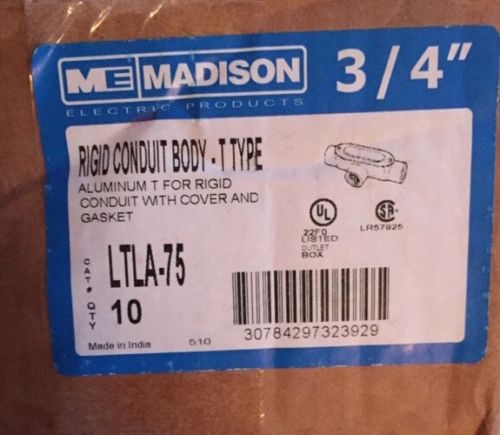 ME MADISON
ELECTRIC PRODUCTS
3/4"
RIGID CONDUIT BODY - T TYPE
ALUMINUM T FOR RIGID
CONDUIT WITH COVER AND
GASKET
UL
22F0
LISTED
OUTLET
BOX
SA
LR57925
CAT# LTLA-75
QTY 10
30784297323929
Made in India 510